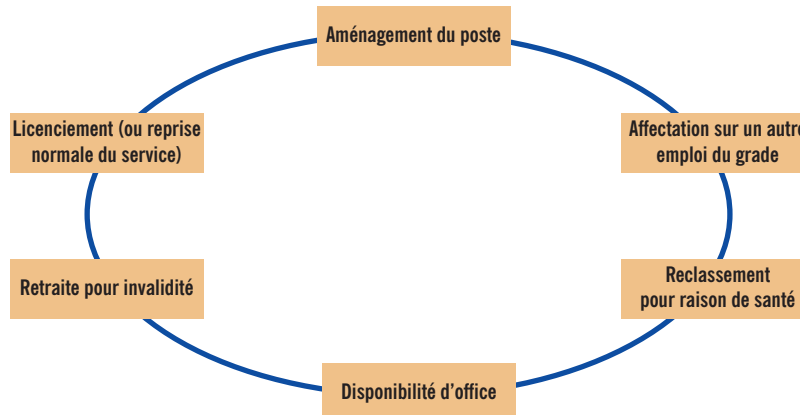 Aménagement du poste
Licenciement (ou reprise
normale du service)
Affectation sur un autre
emploi du grade
Retraite pour invalidité
Reclassement
pour raison de santé
Disponibilité d'office